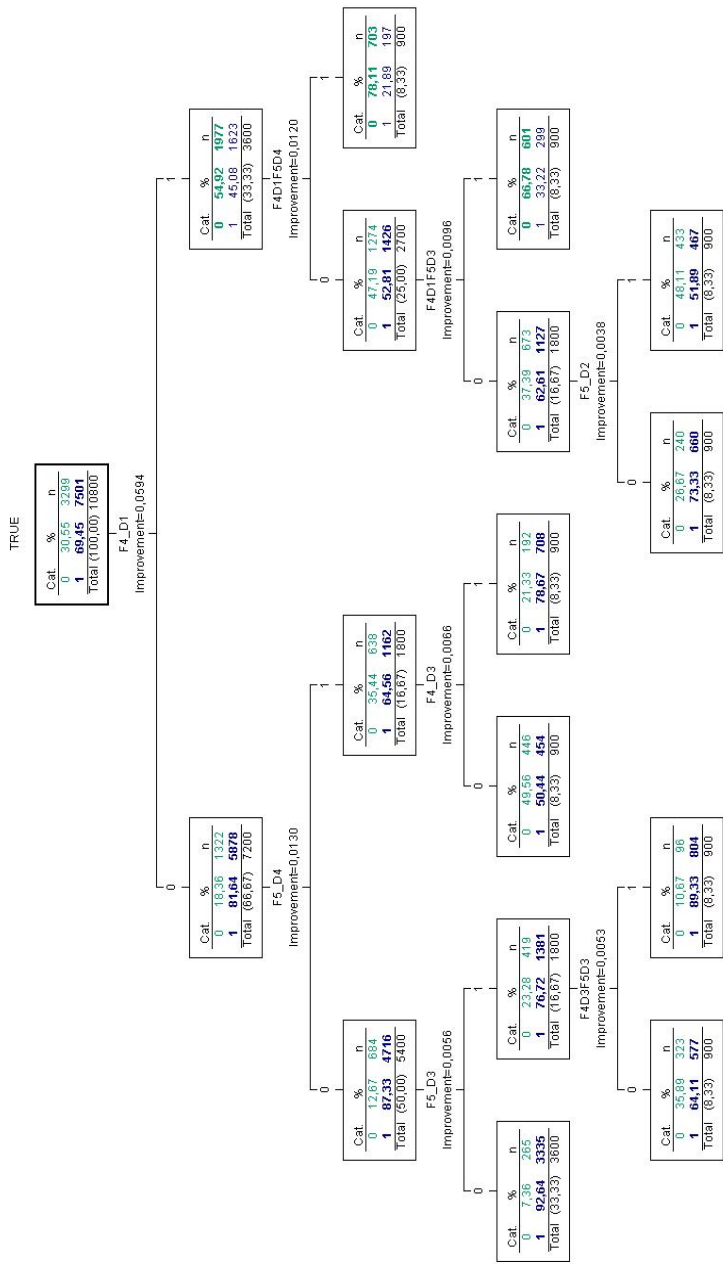 TRUE
Cat. % n
0 30,55 3299
1 69,45 7501
Total (100,00) 10800
F4_D1
Improvement=0,0594
0
1
Cat. % n
0 18,36 1322
1 81,64 5878
Total (66,67) 7200
F5_D4
Improvement=0,0130
Cat. % n
0 54,92 1977
1 45,08 1623
Total (33,33) 3600
F4D1F5D4
Improvement=0,0120
0
1
0
1
Cat. % n
0 12,67 684
1 87,33 4716
Total (50,00) 5400
F5_D3
Improvement=0,0056
Cat. % n
0 35,44 638
1 64,56 1162
Total (16,67) 1800
F4_D3
Improvement=0,0066
Cat. % n
0 47,19 1274
1 52,81 1426
Total (25,00) 2700
F4D1F5D3
Improvement=0,0096
Cat. % n
0 78,11 703
1 21,89 197
Total (8,33) 900
0
1
0
1
0
1
Cat. % n
0 7,36 265
1 92,64 3335
Total (33,33) 3600
Cat. % n
0 23,28 419
1 76,72 1381
Total (16,67) 1800
F4D3F5D3
Improvement=0,0053
Cat. % n
0 49,56 446
1 50,44 454
Total (8,33) 900
Cat. % n
0 21,33 192
1 78,67 708
Total (8,33) 900
Cat. % n
0 37,39 673
1 62,61 1127
Total (16,67) 1800
F5_D2
Improvement=0,0038
Cat. % n
0 66,78 601
1 33,22 299
Total (8,33) 900
0
1
0
1
Cat. % n
0 35,89 323
1 64,11 577
Total (8,33) 900
Cat. % n
0 10,67 96
1 89,33 804
Total (8,33) 900
Cat. % n
0 26,67 240
1 73,33 660
Total (8,33) 900
Cat. % n
0 48,11 433
1 51,89 467
Total (8,33) 900